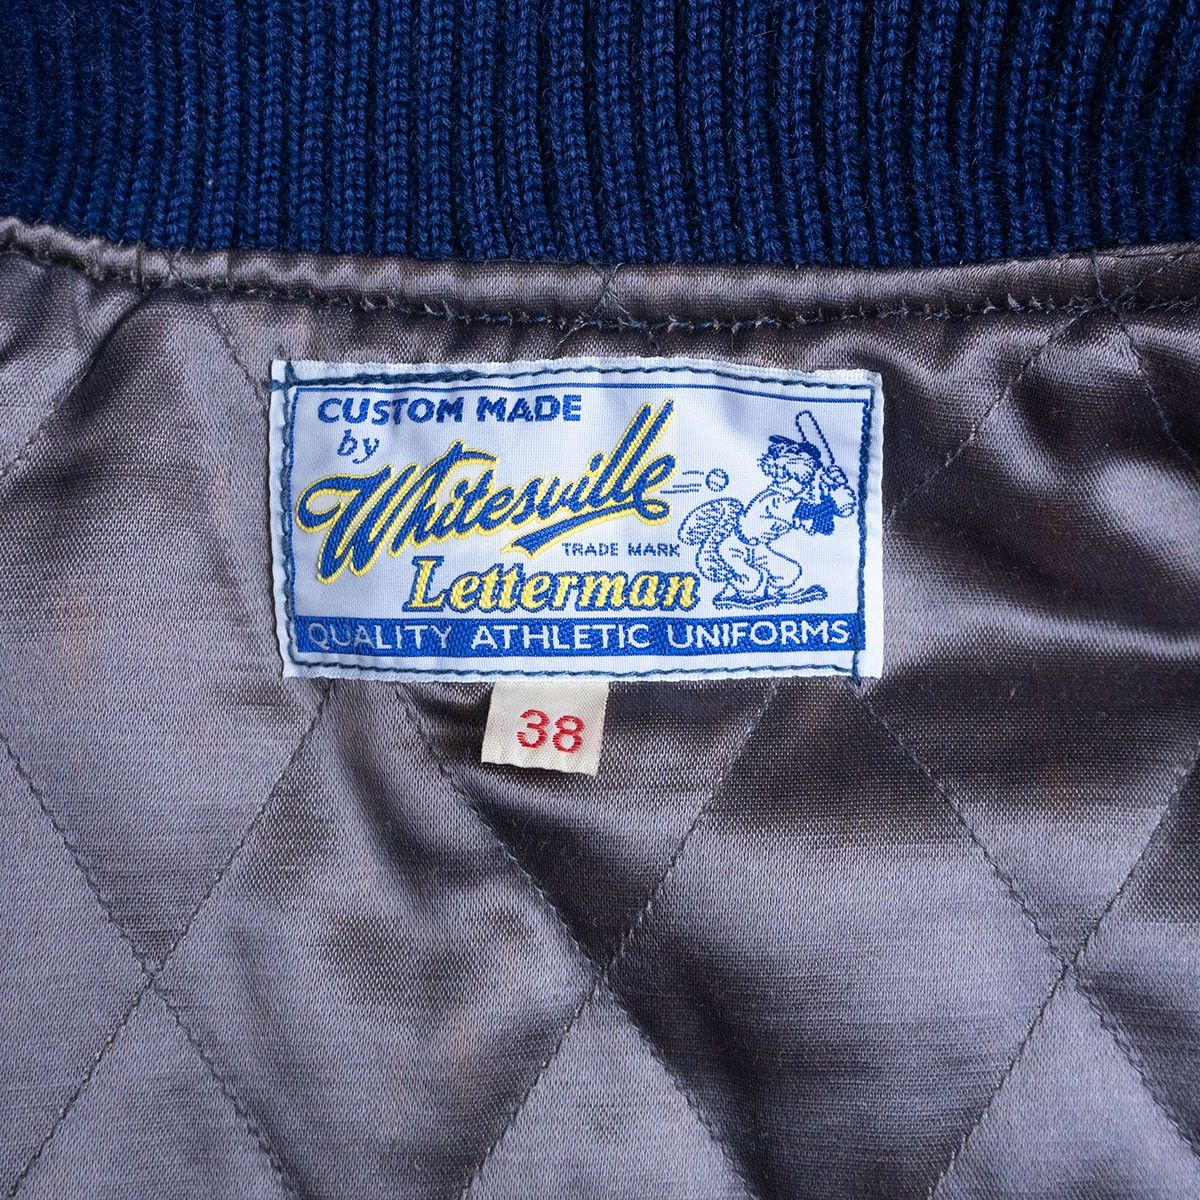 CUSTOM MADE
by
Whitesville
TRADE MARK
Letterman
QUALITY ATHLETIC UNIFORMS
38